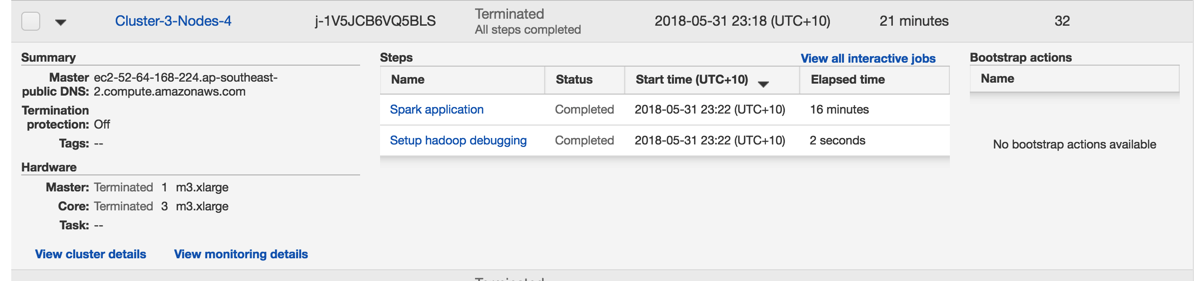 Cluster-3-Nodes-4 j-1V5JCB6VQ5BLS Terminated 2018-05-31 23:18 (UTC+10) 21 minutes 32
All steps completed
Summary
Master public DNS: ec2-52-64-168-224.ap-southeast-2.compute.amazonaws.com
Termination protection: Off
Tags: --
Hardware
Master: Terminated 1 m3.xlarge
Core: Terminated 3 m3.xlarge
Task: --
View cluster details View monitoring details
Steps View all interactive jobs
Name Status Start time (UTC+10) Elapsed time
Spark application Completed 2018-05-31 23:22 (UTC+10) 16 minutes
Setup hadoop debugging Completed 2018-05-31 23:22 (UTC+10) 2 seconds
Bootstrap actions
Name
No bootstrap actions available